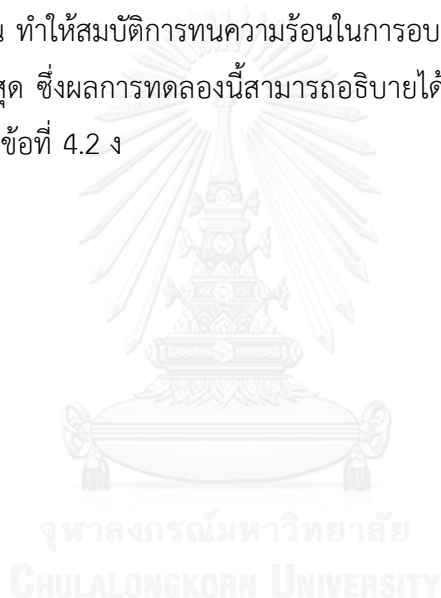 น ทำให้สมบัติการทนความร้อนในการอบ
สุด ซึ่งผลการทดลองนี้สามารถอธิบายได้
ข้อที่ 4.2 ง
จุฬาลงกรณ์มหาวิทยาลัย
CHULALONGKORN UNIVERSITY